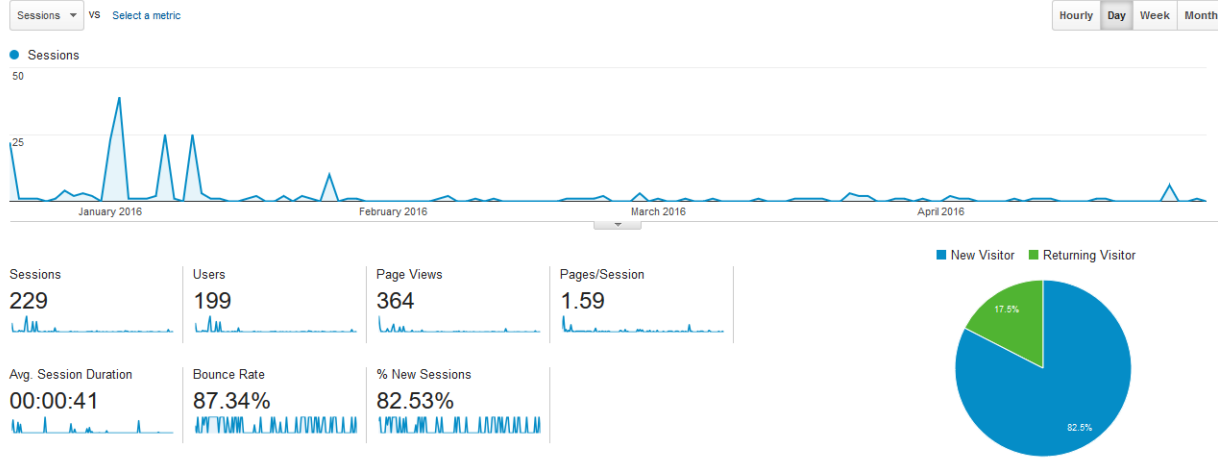 Sessions VS Select a metric Hourly Day Week Month
Sessions
50
25
January 2016 February 2016 March 2016 April 2016
New Visitor Returning Visitor
Sessions Users Page Views Pages/Session
229 199 364 1.59
17.5%
Avg. Session Duration Bounce Rate % New Sessions
00:00:41 87.34% 82.53%
82.5%